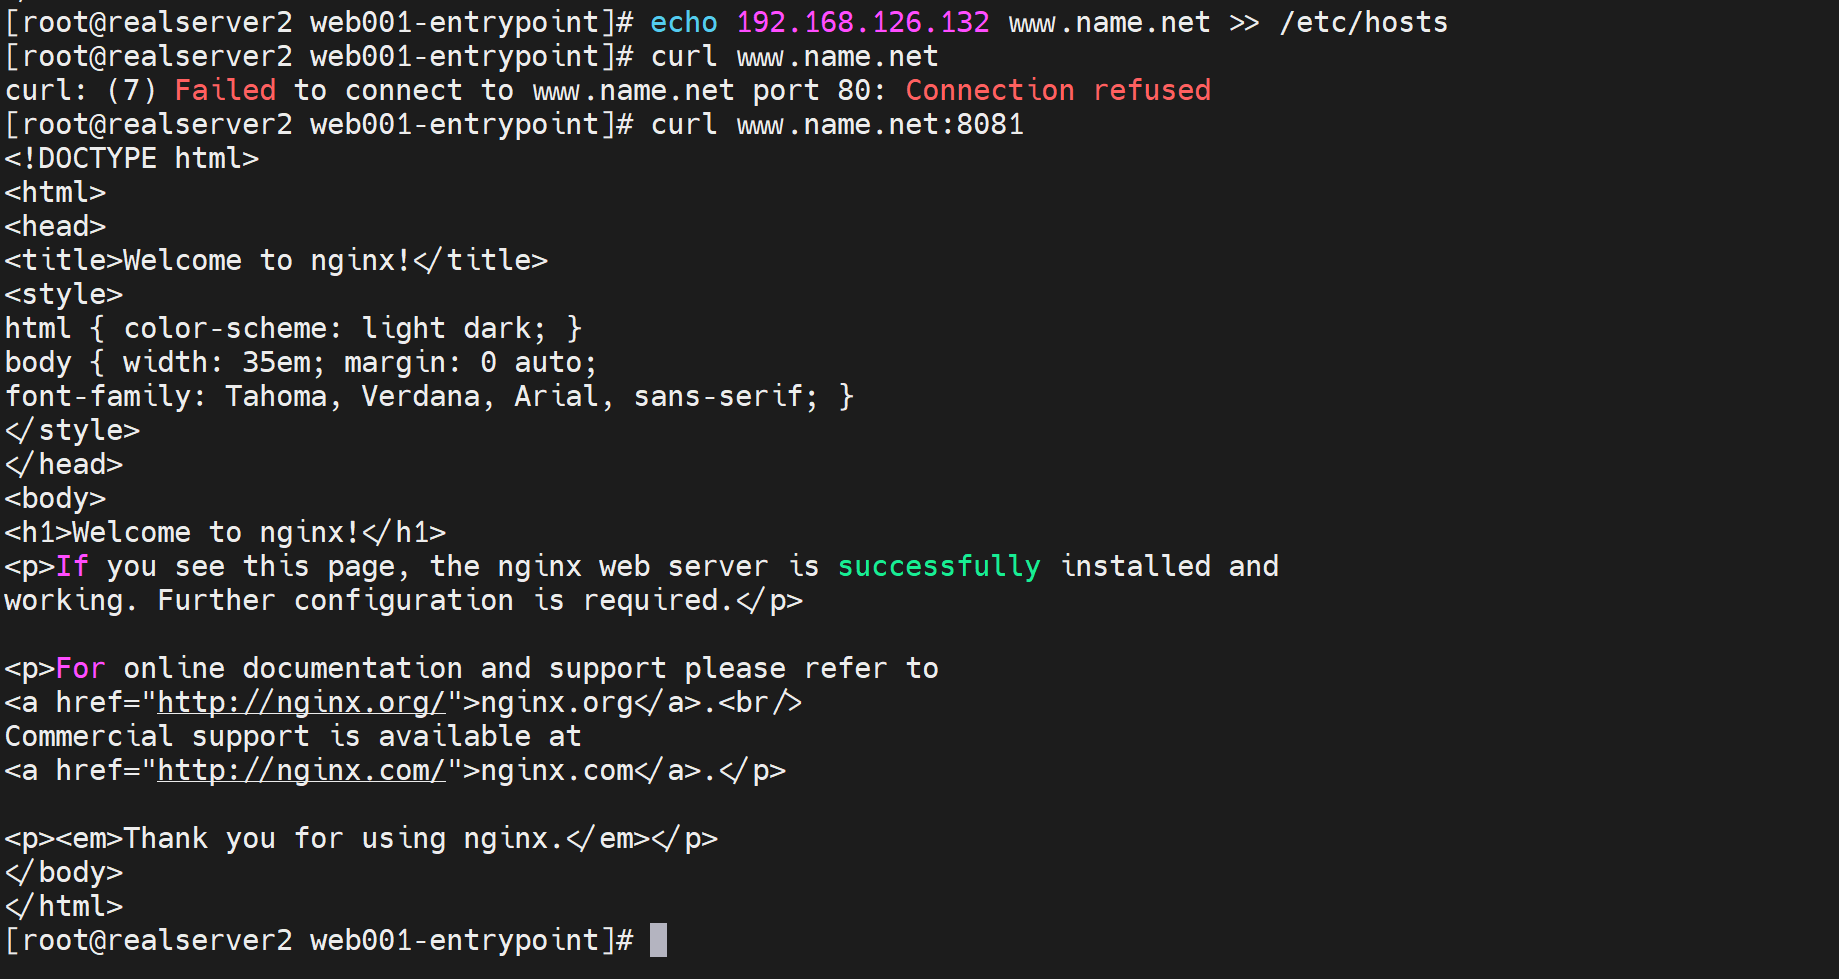 [root@realserver2 web001-entrypoint]# echo 192.168.126.132 www.name.net >> /etc/hosts
[root@realserver2 web001-entrypoint]# curl www.name.net
curl: (7) Failed to connect to www.name.net port 80: Connection refused
[root@realserver2 web001-entrypoint]# curl www.name.net:8081
<!DOCTYPE html>
<html>
<head>
<title>Welcome to nginx!</title>
<style>
html { color-scheme: light dark; }
body { width: 35em; margin: 0 auto;
font-family: Tahoma, Verdana, Arial, sans-serif; }
</style>
</head>
<body>
<h1>Welcome to nginx!</h1>
<p>If you see this page, the nginx web server is successfully installed and
working. Further configuration is required.</p>

<p>For online documentation and support please refer to
<a href="http://nginx.org/">nginx.org</a>.<br/>
Commercial support is available at
<a href="http://nginx.com/">nginx.com</a>.</p>

<p><em>Thank you for using nginx.</em></p>
</body>
</html>
[root@realserver2 web001-entrypoint]#